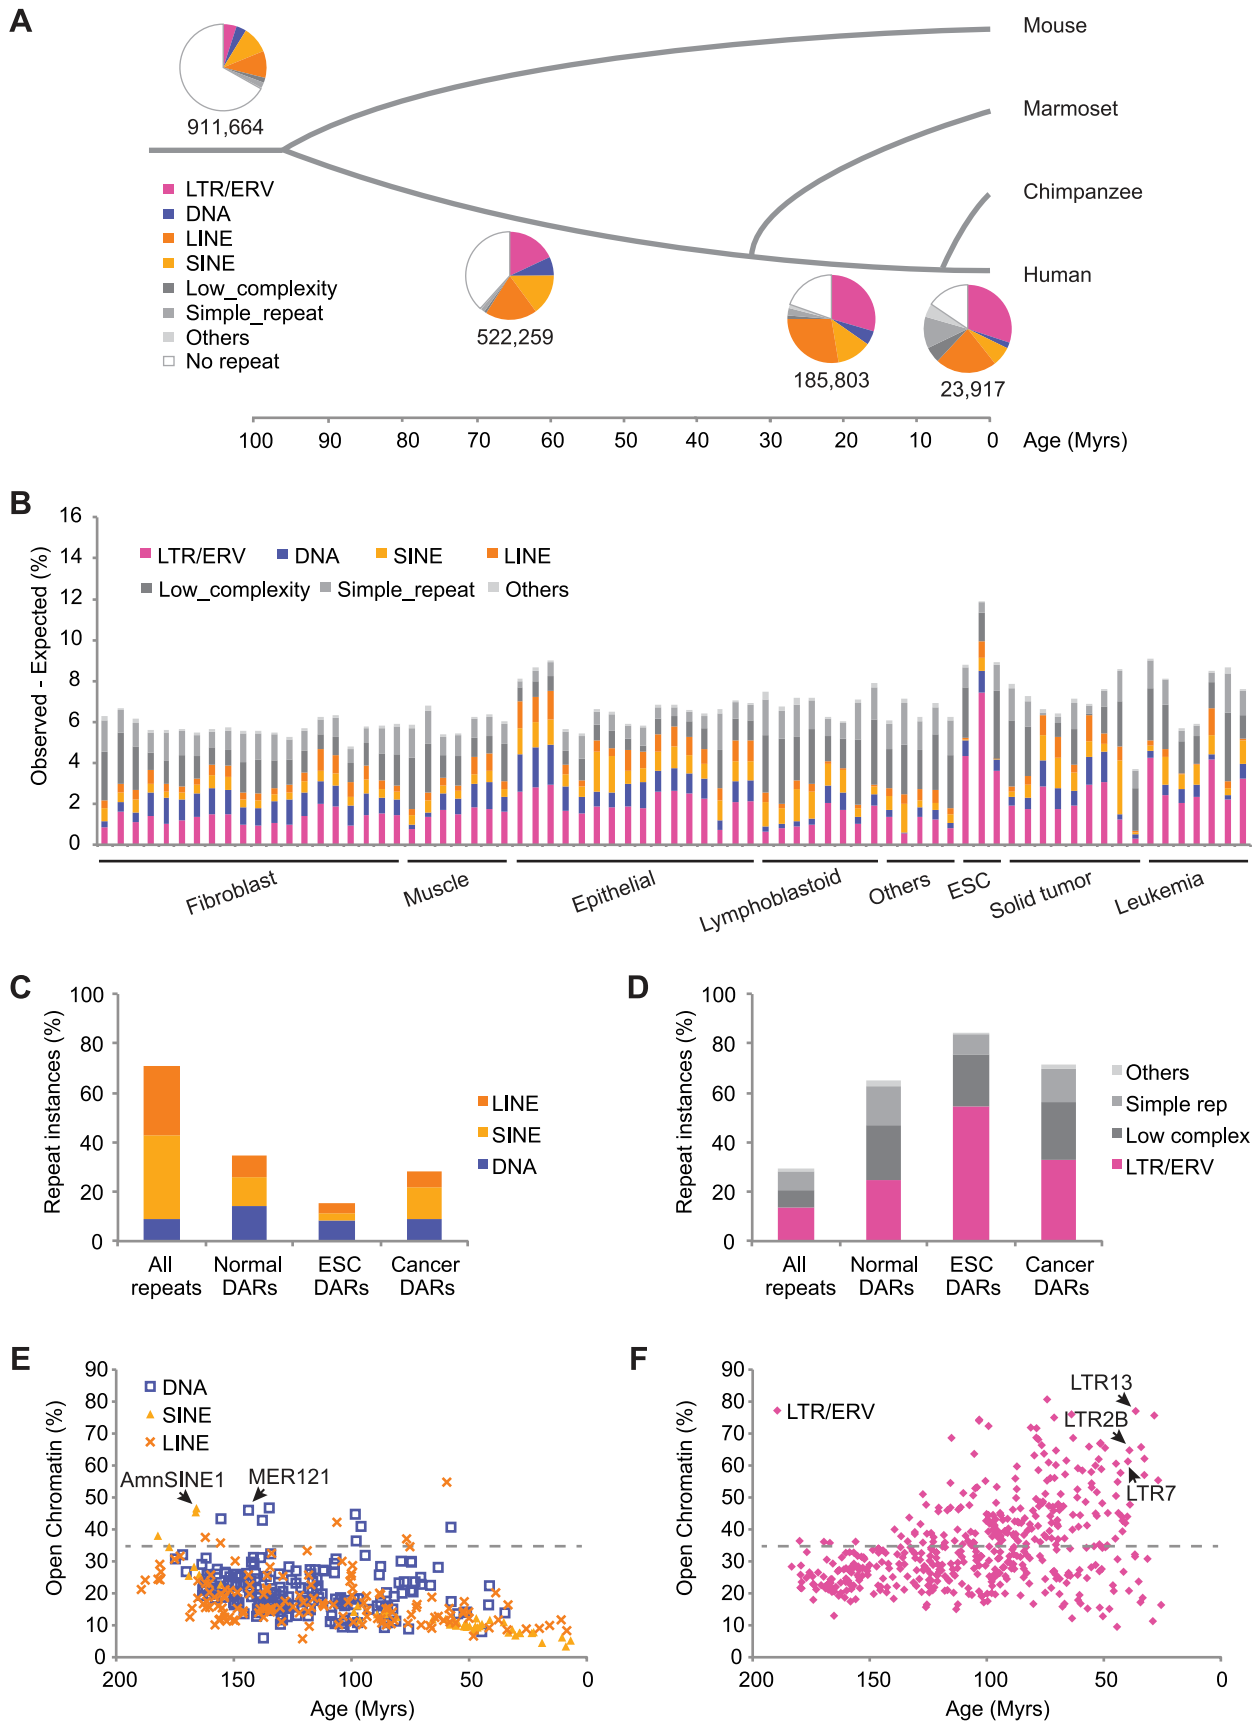 A
Mouse
Marmoset
Chimpanzee
Human
911,664
LTR/ERV
DNA
LINE
SINE
Low_complexity
Simple_repeat
Others
No repeat
522,259
185,803
23,917
100 90 80 70 60 50 40 30 20 10 0 Age (Myrs)
B
Observed - Expected (%)
16
14
12
10
8
6
4
2
0
LTR/ERV DNA SINE LINE
Low_complexity Simple_repeat Others
Fibroblast Muscle Epithelial Lymphoblastoid Others ESC Solid tumor Leukemia
C
Repeat instances (%)
100
80
60
40
20
0
LINE
SINE
DNA
All repeats
Normal DARs
ESC DARs
Cancer DARs
D
Repeat instances (%)
100
80
60
40
20
0
Others
Simple rep
Low complex
LTR/ERV
All repeats
Normal DARs
ESC DARs
Cancer DARs
E
Open Chromatin (%)
90
80
70
60
50
40
30
20
10
0
DNA
SINE
LINE
AmnSINE1
MER121
200 150 100 50 0
Age (Myrs)
F
Open Chromatin (%)
90
80
70
60
50
40
30
20
10
0
LTR/ERV
LTR13
LTR2B
LTR7
200 150 100 50 0
Age (Myrs)